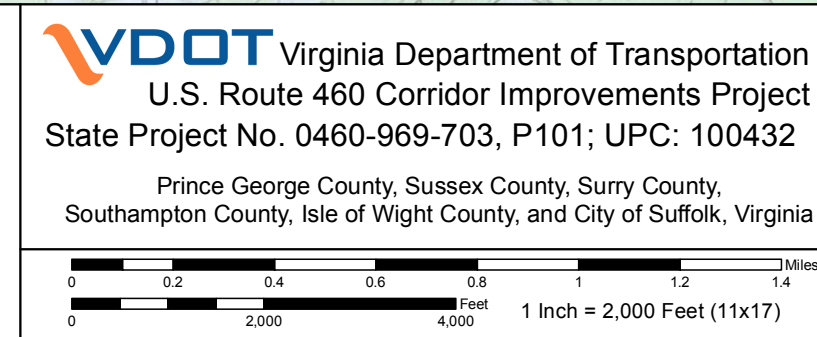 VDOT Virginia Department of Transportation
U.S. Route 460 Corridor Improvements Project
State Project No. 0460-969-703, P101; UPC: 100432
Prince George County, Sussex County, Surry County,
Southampton County, Isle of Wight County, and City of Suffolk, Virginia
Miles
0 0.2 0.4 0.6 0.8 1 1.2 1.4
Feet
0 2,000 4,000
1 Inch = 2,000 Feet (11x17)